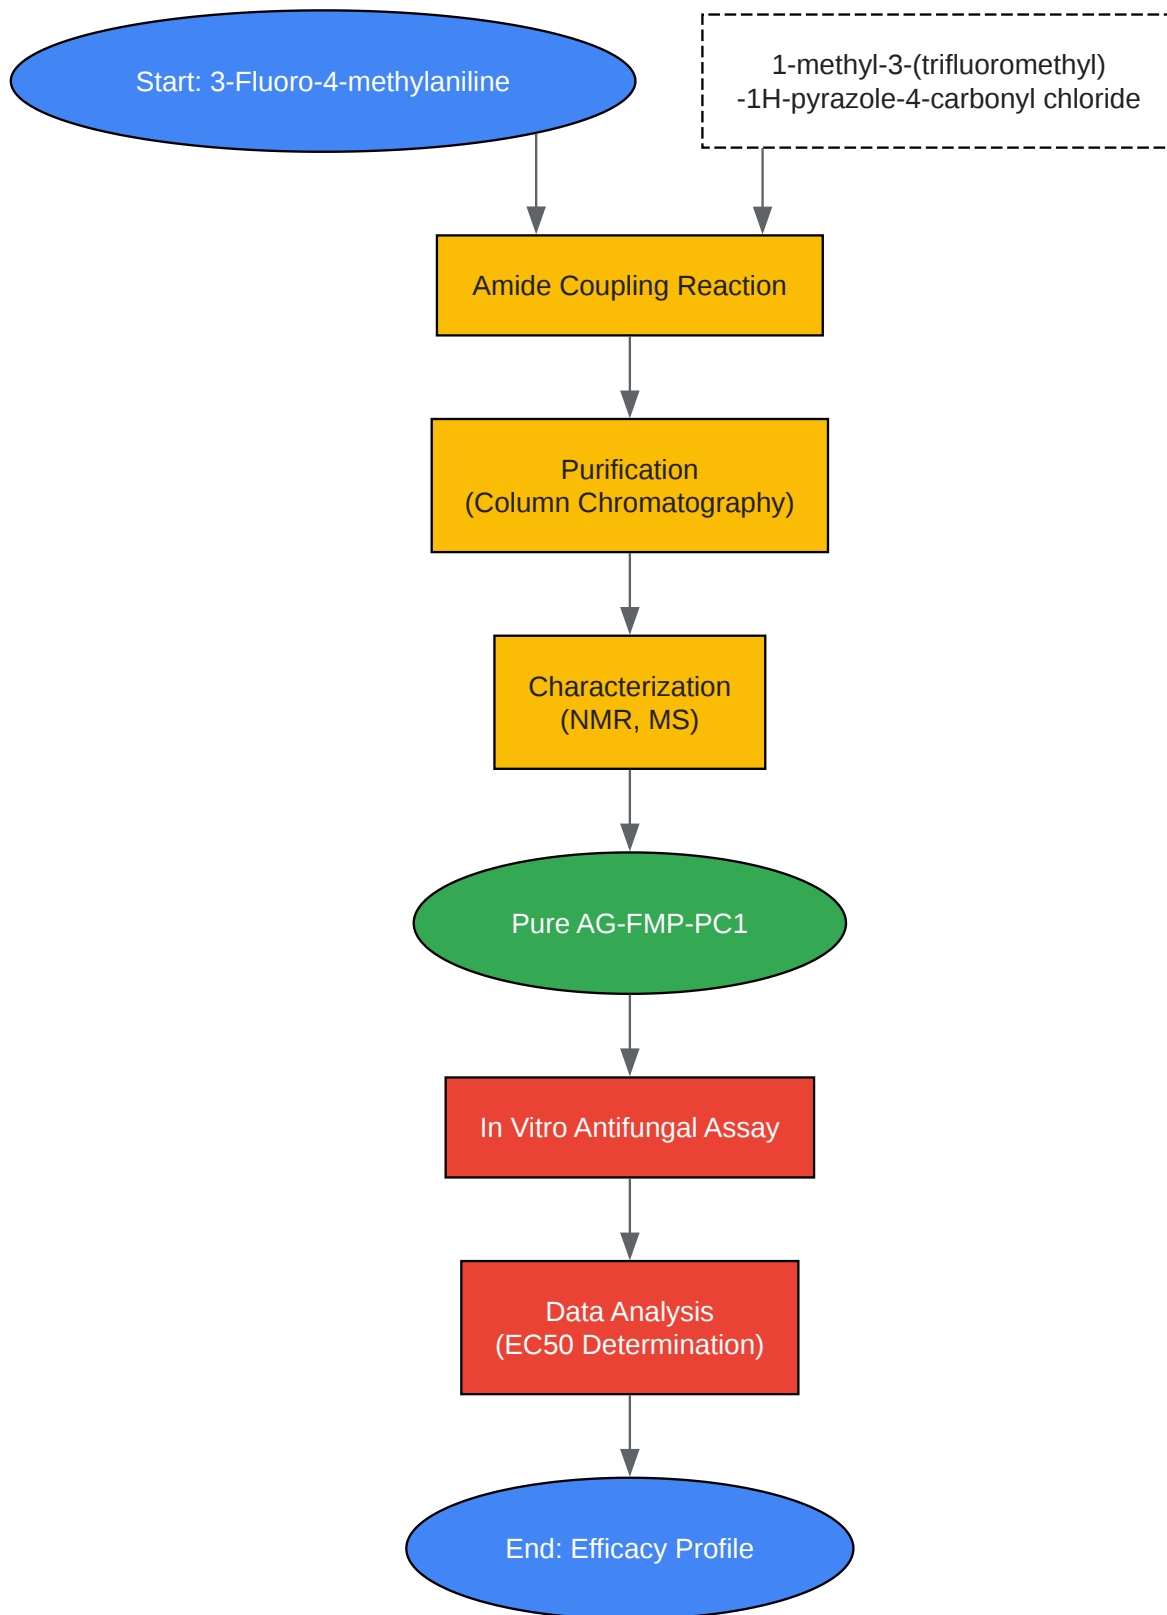 Start: 3-Fluoro-4-methylaniline
1-methyl-3-(trifluoromethyl)
-1H-pyrazole-4-carbonyl chloride
Amide Coupling Reaction
Purification
(Column Chromatography)
Characterization
(NMR, MS)
Pure AG-FMP-PC1
In Vitro Antifungal Assay
Data Analysis
(EC50 Determination)
End: Efficacy Profile